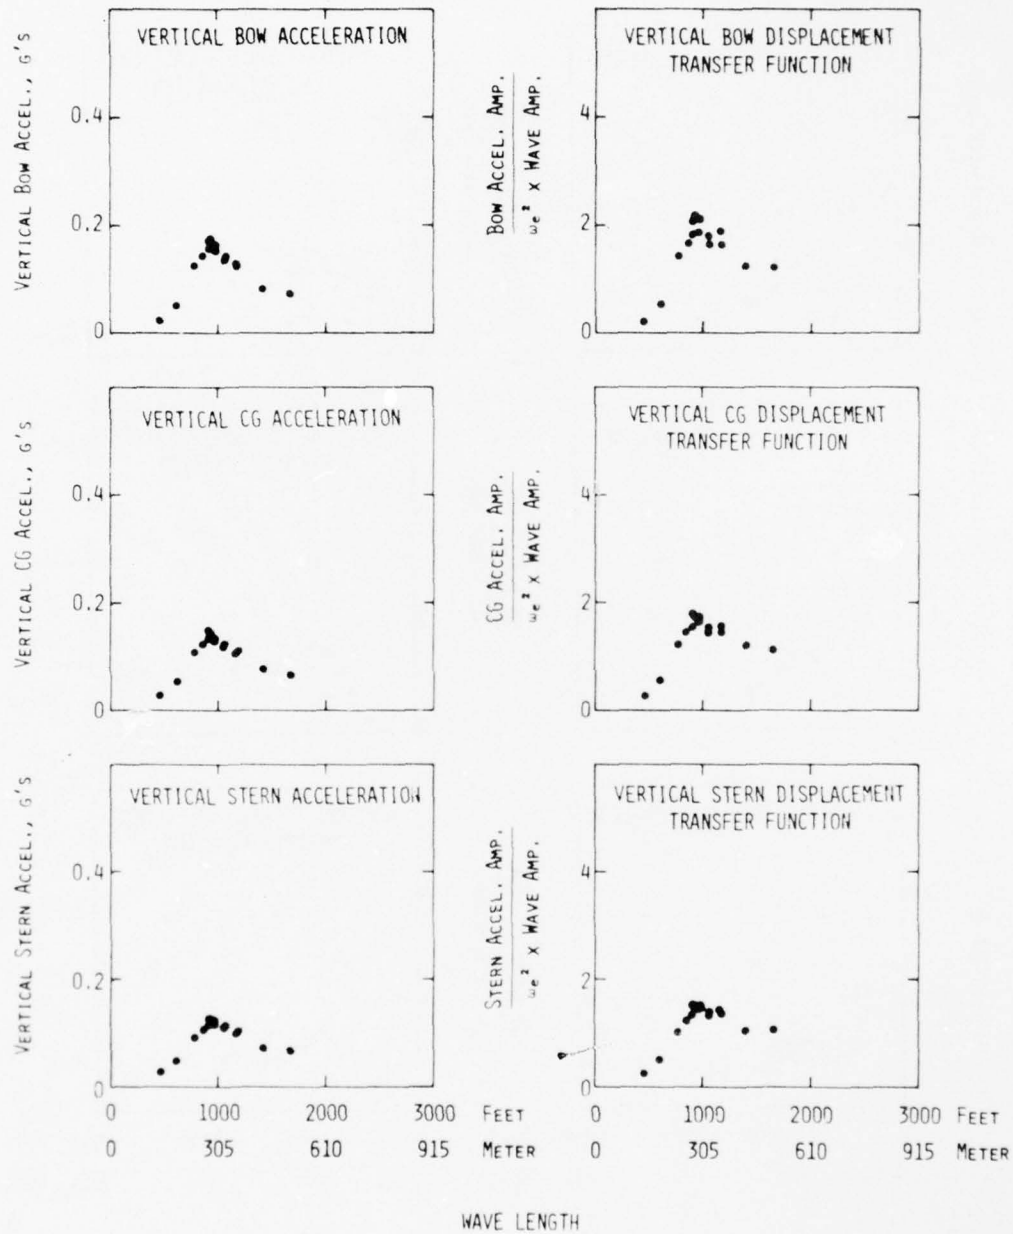 VERTICAL BOW ACCELERATION
VERTICAL BOW ACCEL., G'S
0.4
0.2
0
VERTICAL BOW DISPLACEMENT
TRANSFER FUNCTION
BOW ACCEL. AMP.
ωe² X WAVE AMP.
4
2
0
VERTICAL CG ACCELERATION
VERTICAL CG ACCEL., G'S
0.4
0.2
0
VERTICAL CG DISPLACEMENT
TRANSFER FUNCTION
CG ACCEL. AMP.
ωe² X WAVE AMP.
4
2
0
VERTICAL STERN ACCELERATION
VERTICAL STERN ACCEL., G'S
0.4
0.2
0
VERTICAL STERN DISPLACEMENT
TRANSFER FUNCTION
STERN ACCEL. AMP.
ωe² X WAVE AMP.
4
2
0
0 1000 2000 3000 FEET
0 305 610 915 METER
0 1000 2000 3000 FEET
0 305 610 915 METER
WAVE LENGTH